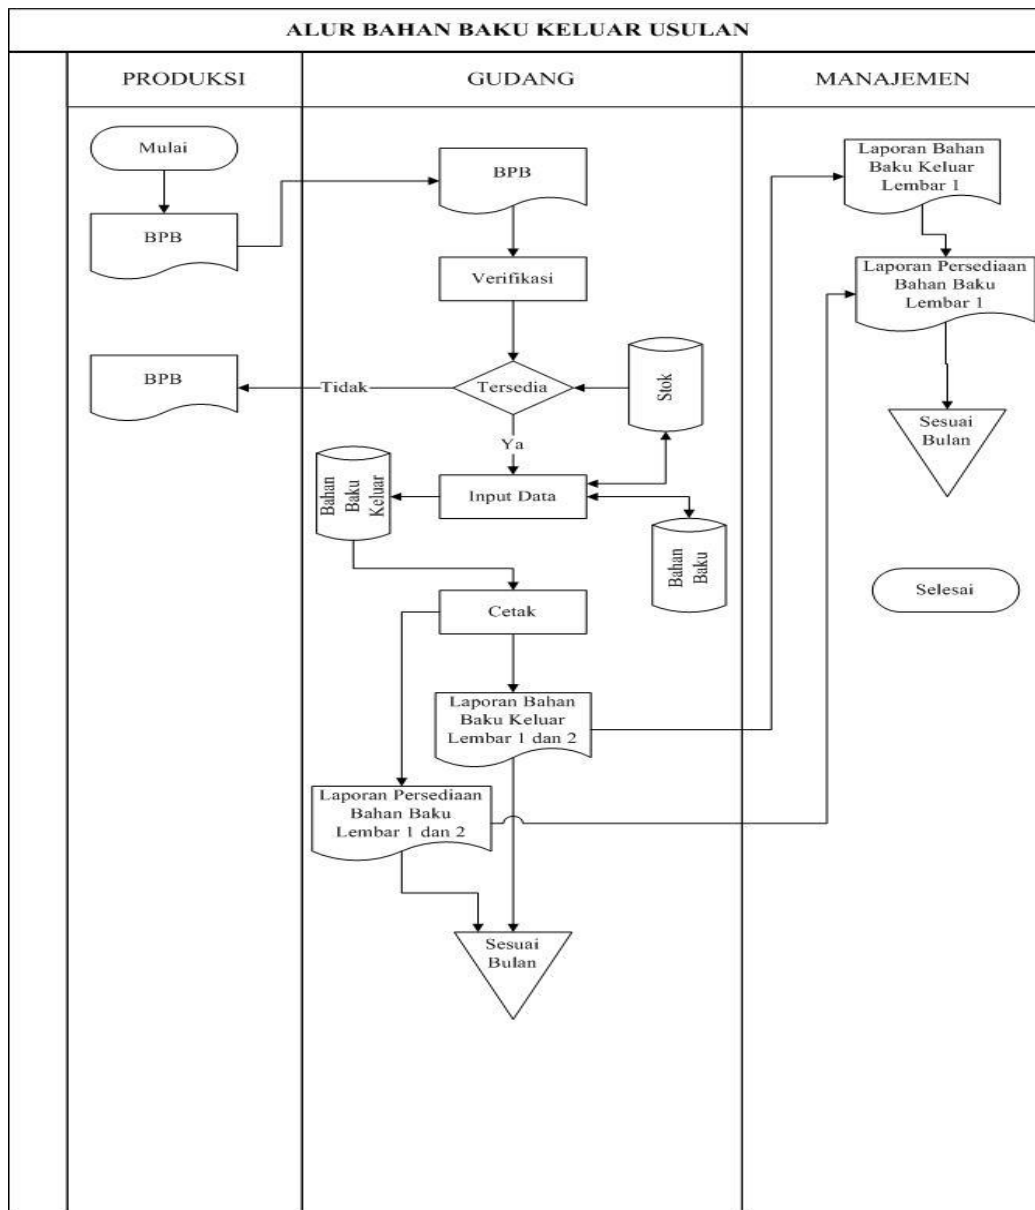 ALUR BAHAN BAKU KELUAR USULAN
PRODUKSI
GUDANG
MANAJEMEN
Mulai
BPB
BPB
Laporan Bahan
Baku Keluar
Lembar 1
BPB
Verifikasi
Laporan Persediaan
Bahan Baku
Lembar 1
Tidak
Tersedia
Stok
Ya
Sesuai
Bulan
Bahan
Baku
Keluar
Input Data
Bahan
Baku
Cetak
Selesai
Laporan Bahan
Baku Keluar
Lembar 1 dan 2
Laporan Persediaan
Bahan Baku
Lembar 1 dan 2
Sesuai
Bulan